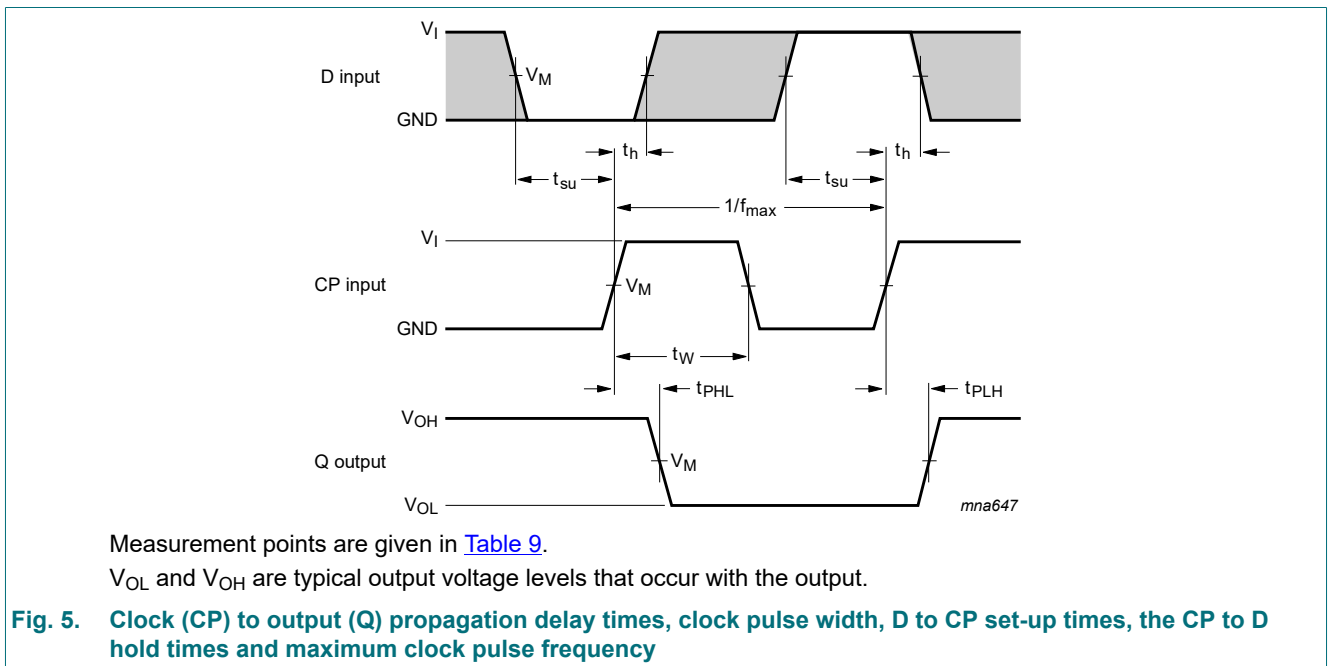 V_I
D input
V_M
GND
t_h
t_h
t_su
t_su
1/f_max
V_I
CP input
V_M
GND
t_W
t_PHL
t_PLH
V_OH
Q output
V_M
V_OL
mna647
Measurement points are given in Table 9.
V_OL and V_OH are typical output voltage levels that occur with the output.
Fig. 5. Clock (CP) to output (Q) propagation delay times, clock pulse width, D to CP set-up times, the CP to D
hold times and maximum clock pulse frequency